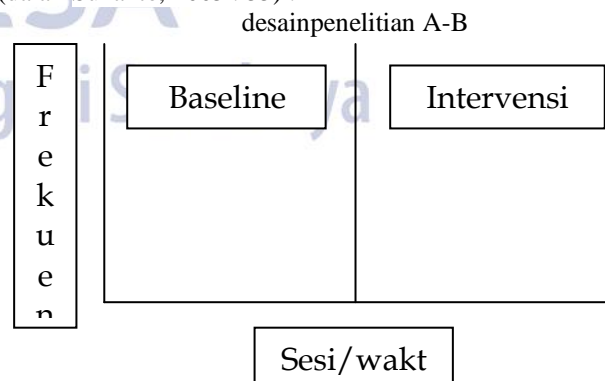 desainpenelitian A-B
F
r
e
k
u
e
n
Baseline
Intervensi
Sesi/wakt